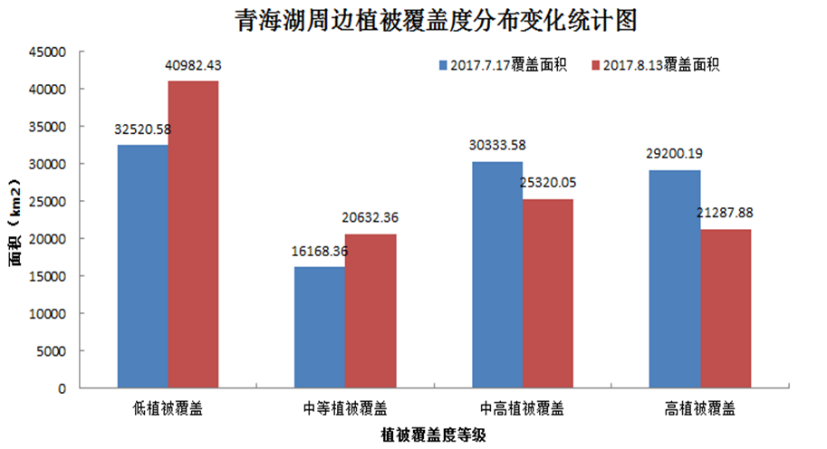 青海湖周边植被覆盖度分布变化统计图
2017.7.17覆盖面积
2017.8.13覆盖面积
面积（km2）
45000
40000
35000
30000
25000
20000
15000
10000
5000
0
32520.58
40982.43
16168.36
20632.36
30333.58
25320.05
29200.19
21287.88
低植被覆盖
中等植被覆盖
中高植被覆盖
高植被覆盖
植被覆盖度等级